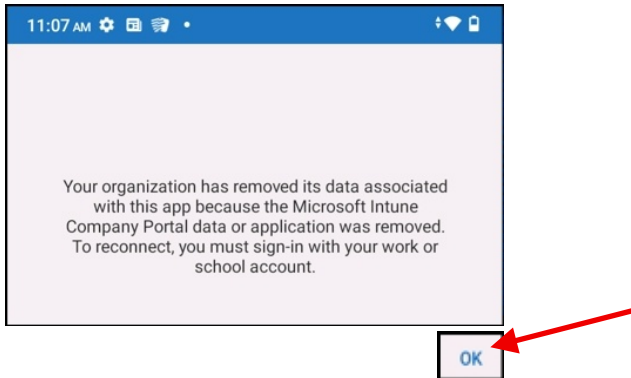 11:07 AM
Your organization has removed its data associated
with this app because the Microsoft Intune
Company Portal data or application was removed.
To reconnect, you must sign-in with your work or
school account.
OK